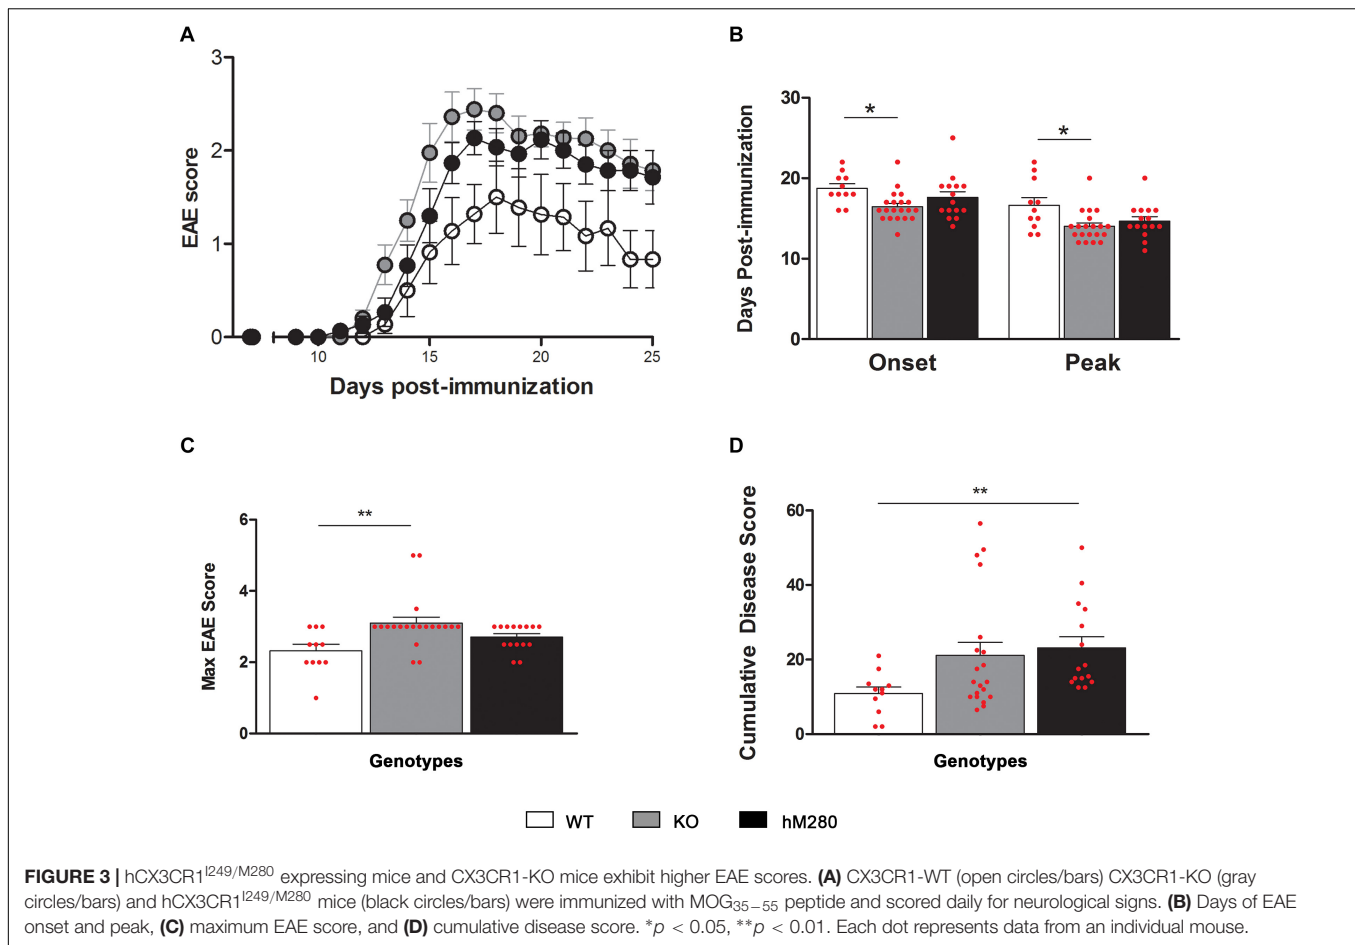 A
3
2
1
0
EAE score
10
15
20
25
Days post-immunization
B
30
20
10
0
Days Post-immunization
*
*
Onset
Peak
C
6
4
2
0
Max EAE Score
**
Genotypes
D
60
40
20
0
Cumulative Disease Score
**
Genotypes
WT
KO
hM280
FIGURE 3 | hCX3CR1^I249/M280 expressing mice and CX3CR1-KO mice exhibit higher EAE scores. (A) CX3CR1-WT (open circles/bars) CX3CR1-KO (gray
circles/bars) and hCX3CR1^I249/M280 mice (black circles/bars) were immunized with MOG_35−55 peptide and scored daily for neurological signs. (B) Days of EAE
onset and peak, (C) maximum EAE score, and (D) cumulative disease score. *p < 0.05, **p < 0.01. Each dot represents data from an individual mouse.